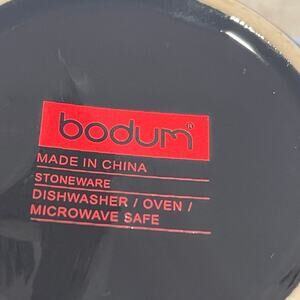 bodum®
MADE IN CHINA
STONEWARE
DISHWASHER / OVEN /
MICROWAVE SAFE